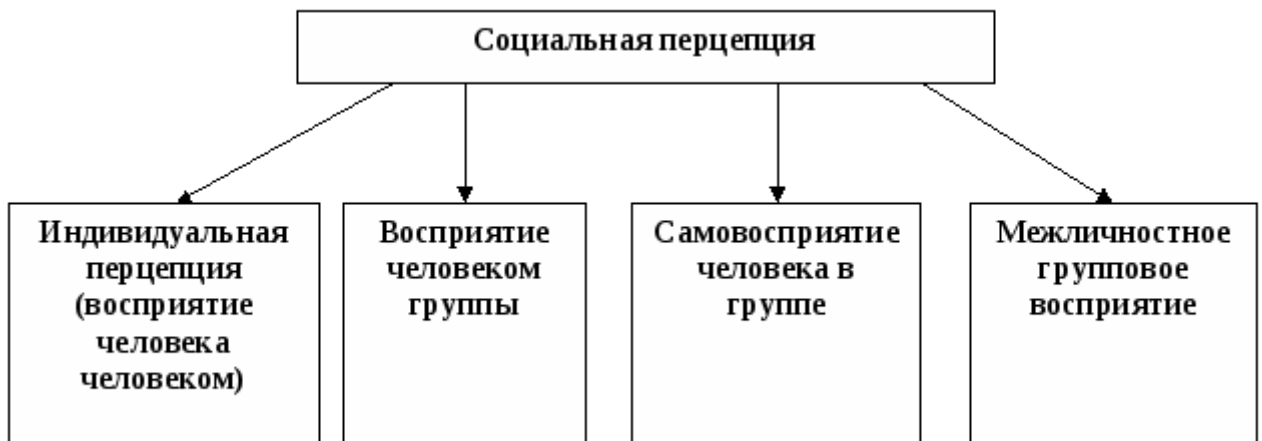 Социальная перцепция
Индивидуальная
перцепция
(восприятие
человека
человеком)
Восприятие
человеком
группы
Самовосприятие
человека в
группе
Межличностное
групповое
восприятие